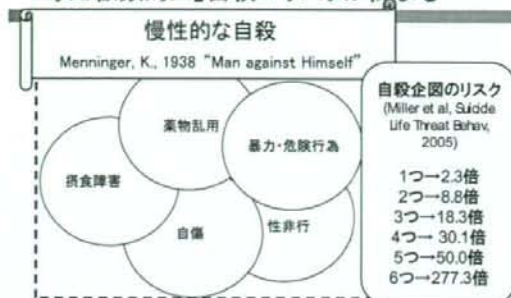 慢性的な自殺
Menninger, K., 1938 "Man against Himself"
薬物乱用
暴力・危険行為
摂食障害
自傷
性非行
自殺企図のリスク
(Miller et al, Suicide
Life Threat Behav,
2005)
1つ→2.3倍
2つ→8.8倍
3つ→18.3倍
4つ→ 30.1倍
5つ→50.0倍
6つ→277.3倍